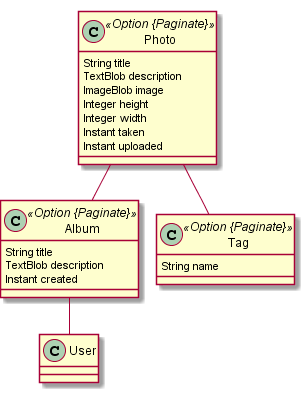 C «Option {Paginate}»
Photo
String title
TextBlob description
ImageBlob image
Integer height
Integer width
Instant taken
Instant uploaded
C «Option {Paginate}»
Album
String title
TextBlob description
Instant created
C «Option {Paginate}»
Tag
String name
C User